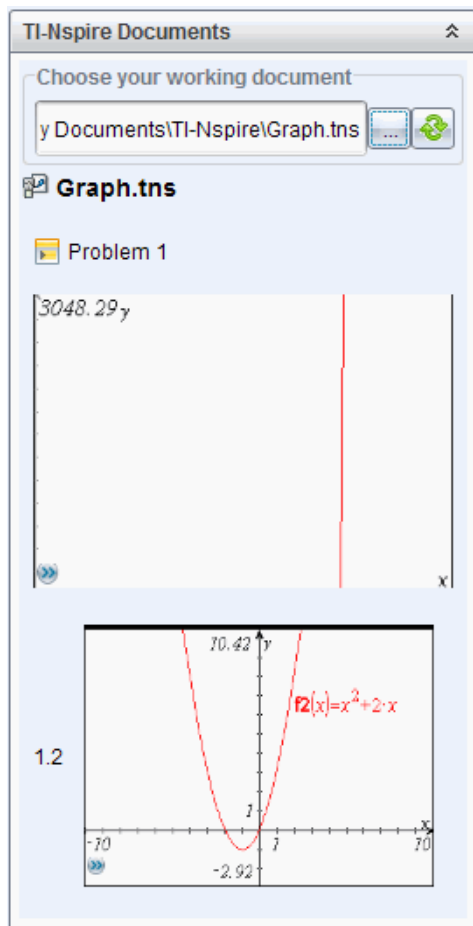 TI-Nspire Documents
Choose your working document
y Documents\TI-Nspire\Graph.tns
...
Graph.tns
Problem 1
3048.29 y
x
1.2
10.42 y
f2(x)=x²+2·x
1
x
-10
1
10
-2.92